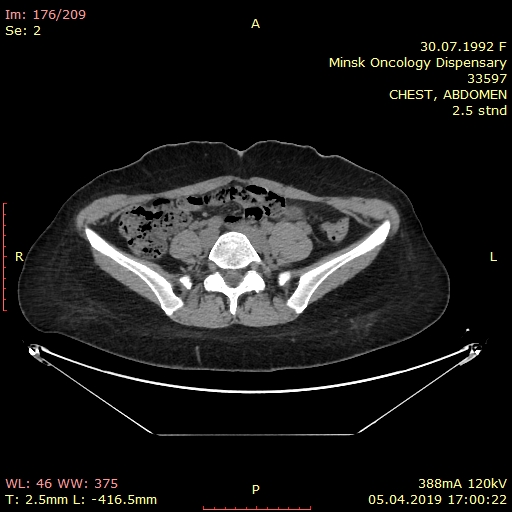 Im: 176/209
Se: 2
A
30.07.1992 F
Minsk Oncology Dispensary
33597
CHEST, ABDOMEN
2.5 stnd
R
L
WL: 46 WW: 375
T: 2.5mm L: -416.5mm
P
388mA 120kV
05.04.2019 17:00:22